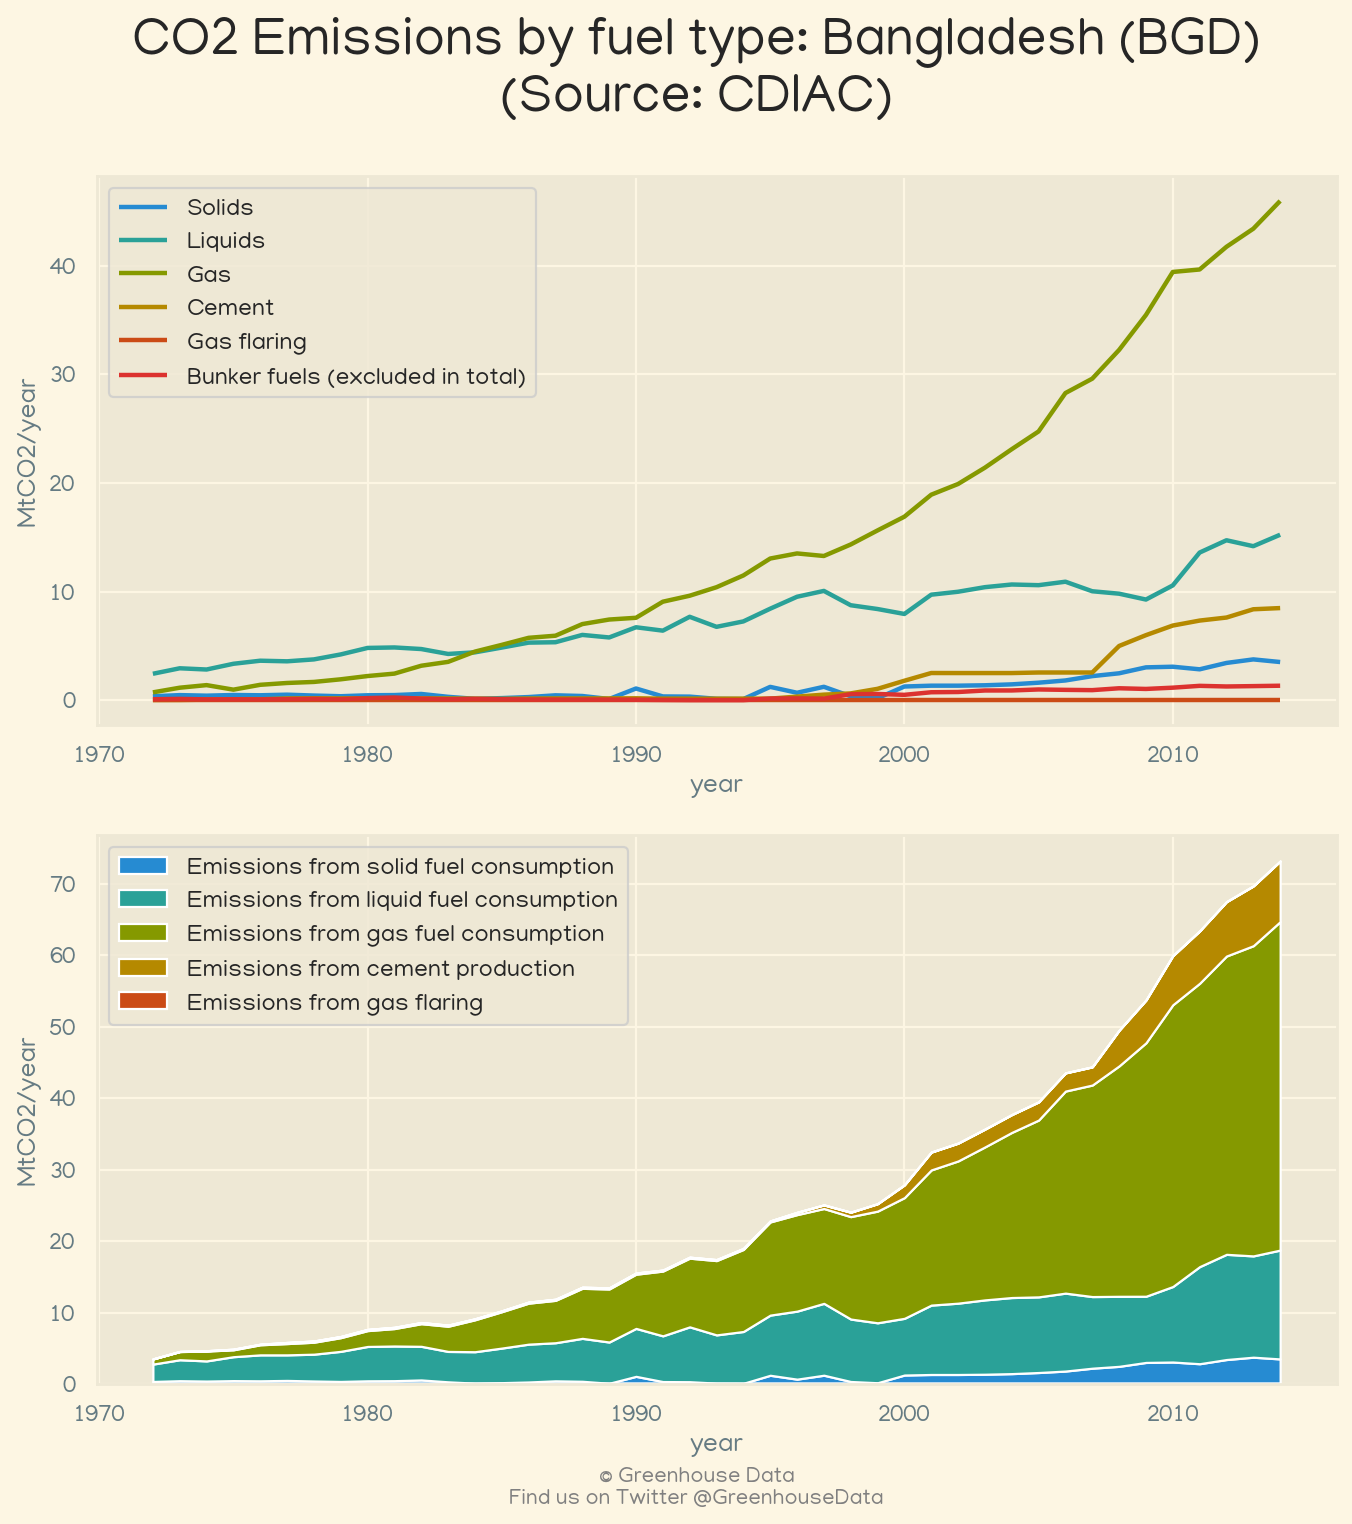 CO2 Emissions by fuel type: Bangladesh (BGD)
(Source: CDIAC)
Solids
Liquids
Gas
Cement
Gas flaring
Bunker fuels (excluded in total)
MtCO2/year
40
30
20
10
0
1970 1980 1990 2000 2010
year
Emissions from solid fuel consumption
Emissions from liquid fuel consumption
Emissions from gas fuel consumption
Emissions from cement production
Emissions from gas flaring
MtCO2/year
70
60
50
40
30
20
10
0
1970 1980 1990 2000 2010
year
© Greenhouse Data
Find us on Twitter @GreenhouseData